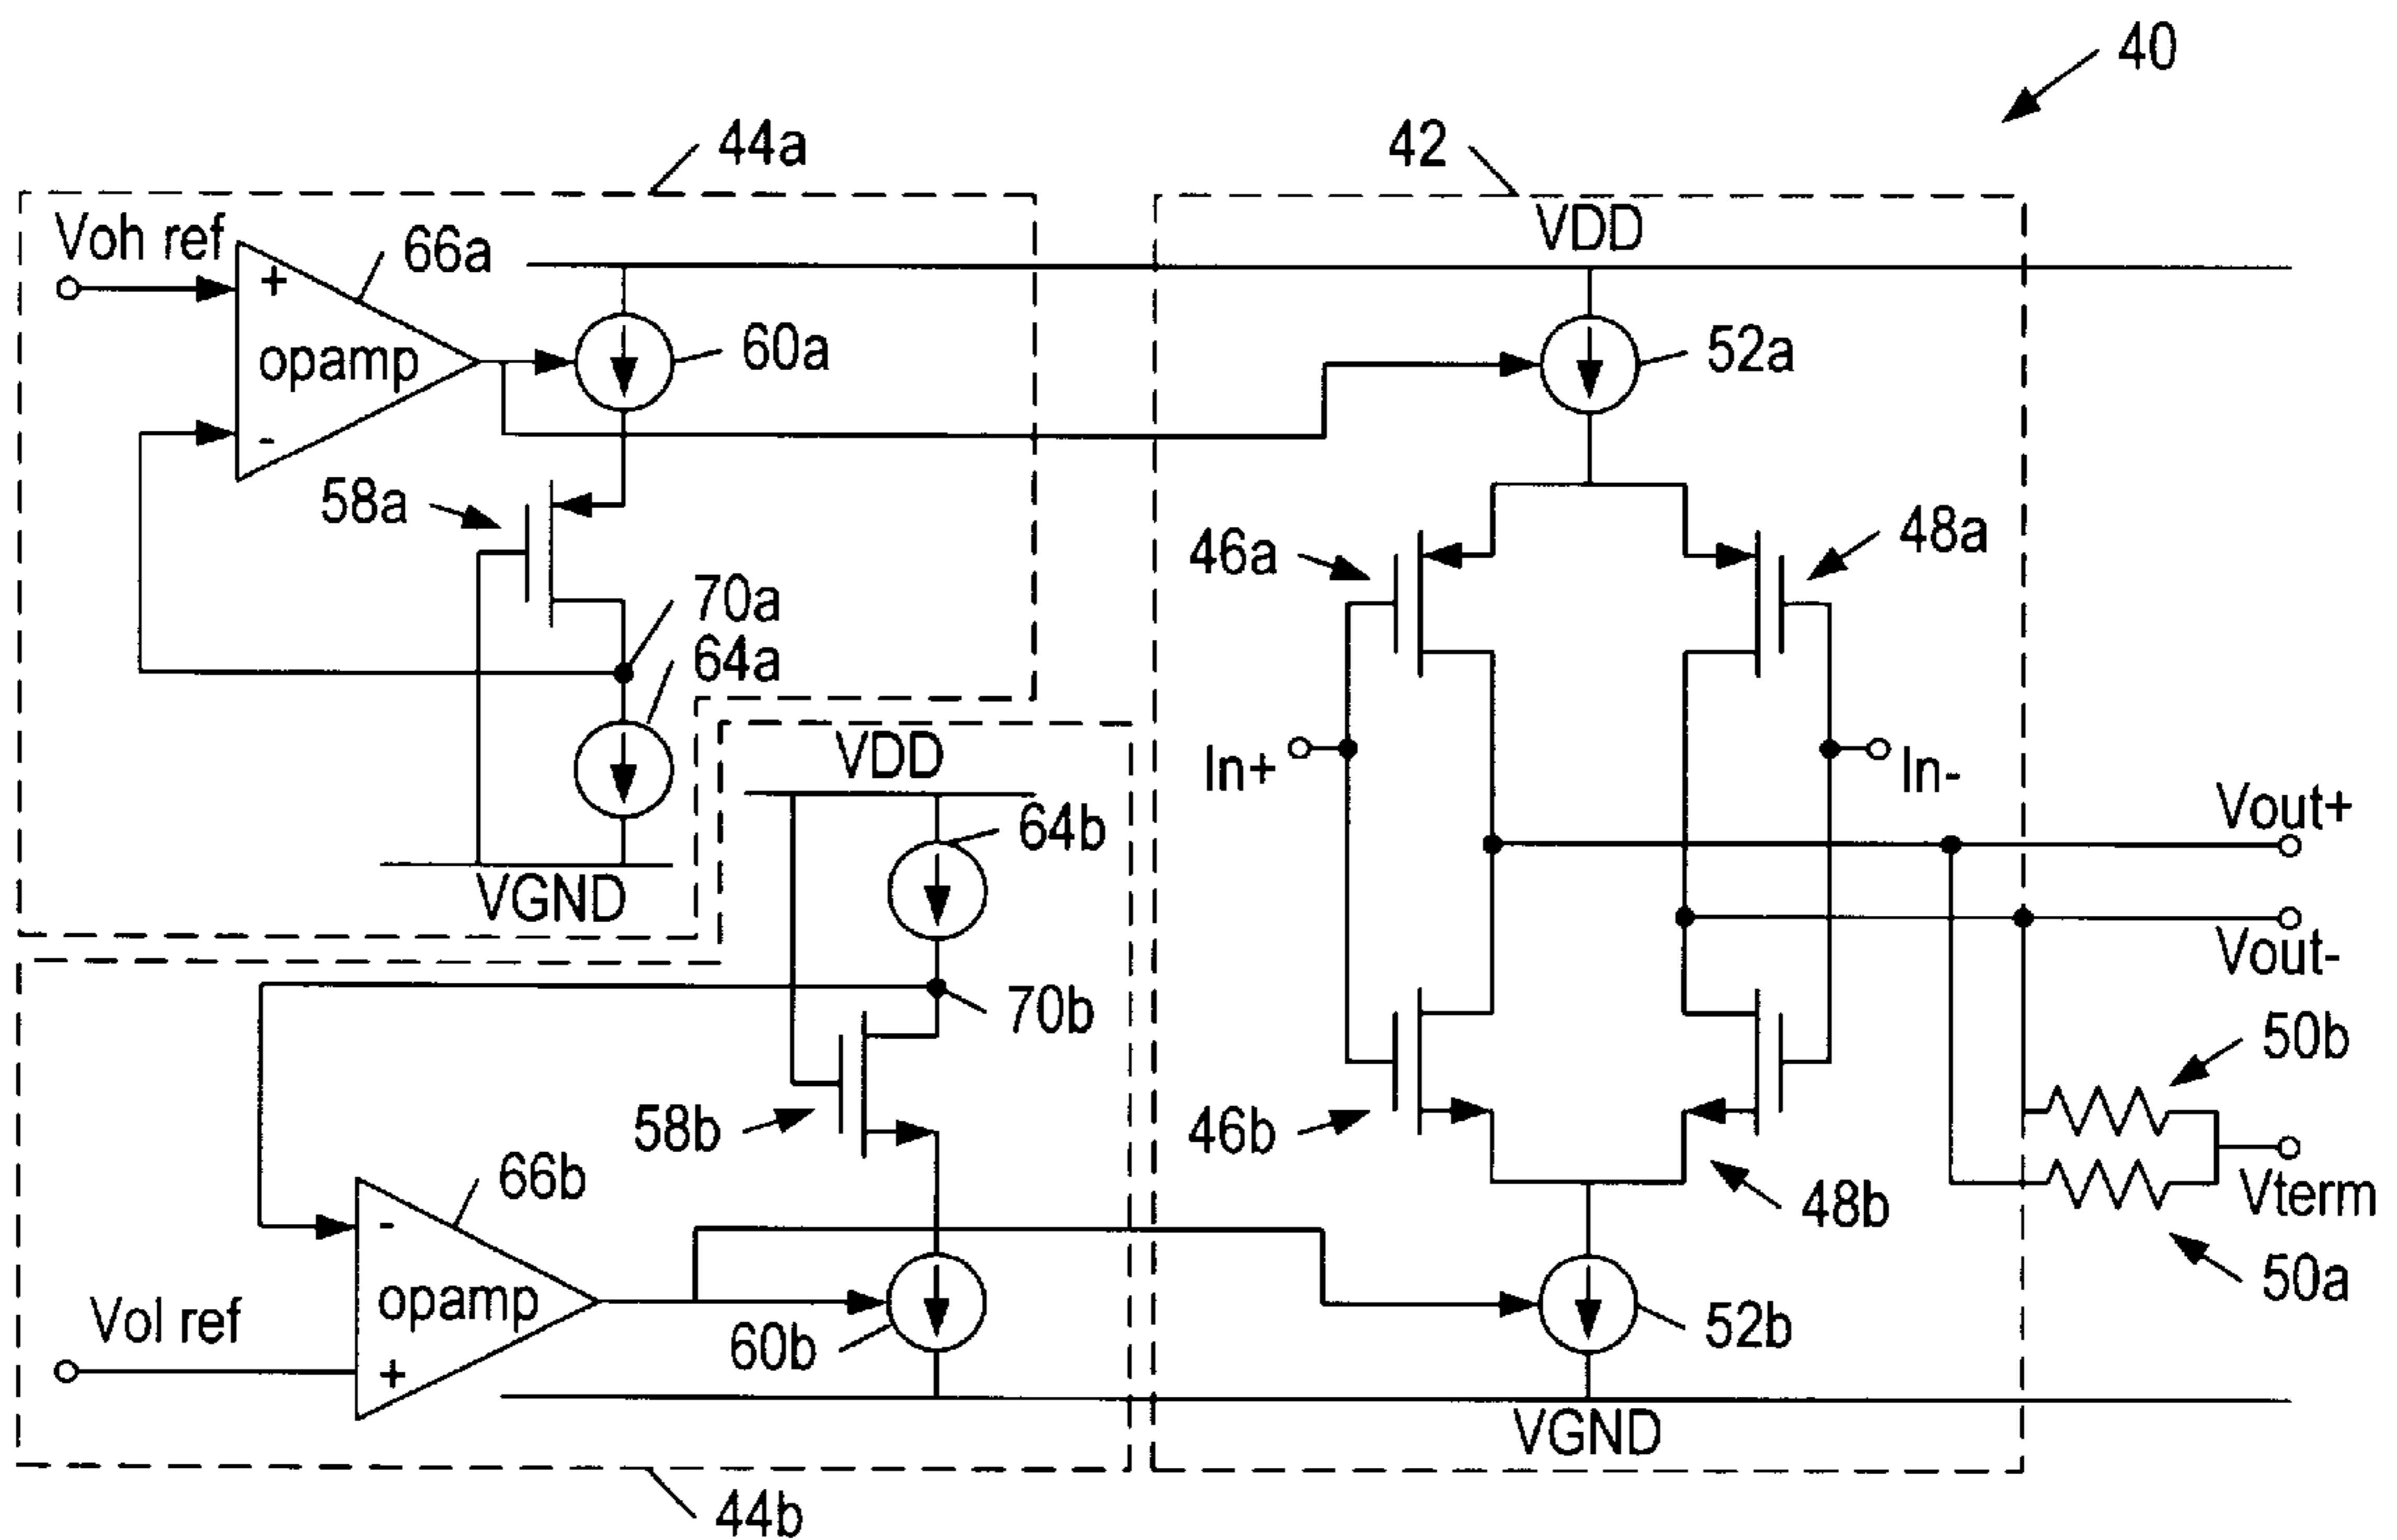 40
44a
42
Voh ref
66a
VDD
+
opamp
60a
52a
-
58a
46a
48a
70a
64a
VDD
In+
In-
64b
Vout+
VGND
Vout-
70b
50b
58b
46b
48b
66b
-
Vterm
opamp
50a
Vol ref
60b
52b
+
VGND
44b